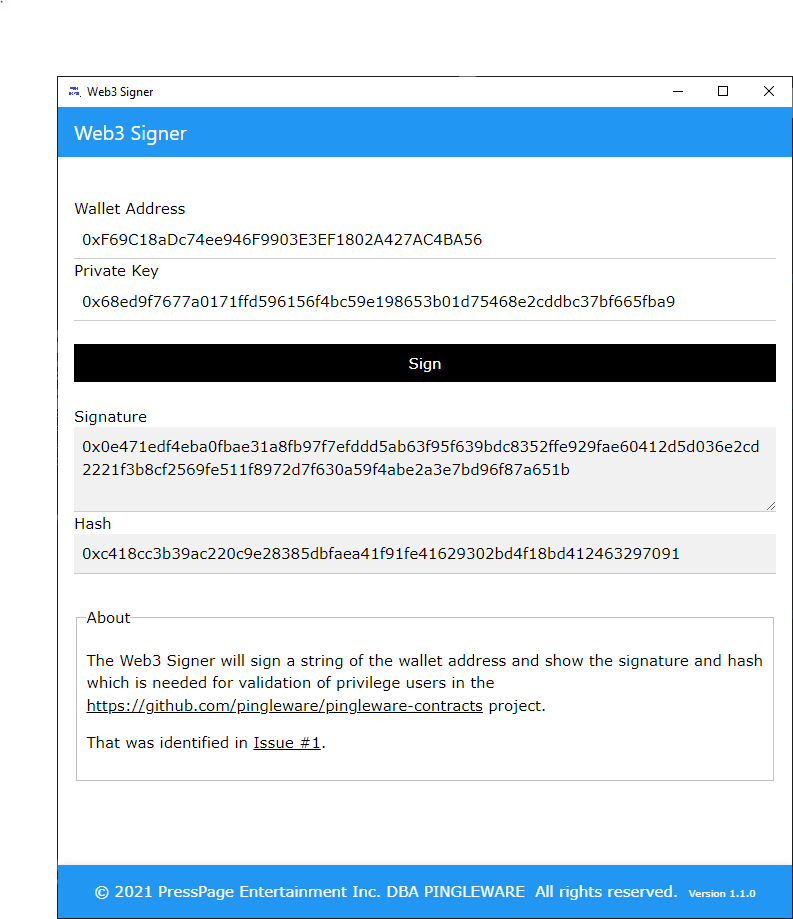 Web3 Signer
Web3 Signer
Wallet Address
0xF69C18aDc74ee946F9903E3EF1802A427AC4BA56
Private Key
0x68ed9f7677a0171ffd596156f4bc59e198653b01d75468e2cddbc37bf665fba9
Sign
Signature
0x0e471edf4eba0fbae31a8fb97f7efddd5ab63f95f639bdc8352ffe929fae60412d5d036e2cd
2221f3b8cf2569fe511f8972d7f630a59f4abe2a3e7bd96f87a651b
Hash
0xc418cc3b39ac220c9e28385dbfaea41f91fe41629302bd4f18bd412463297091
About
The Web3 Signer will sign a string of the wallet address and show the signature and hash
which is needed for validation of privilege users in the
https://github.com/pingleware/pingleware-contracts project.
That was identified in Issue #1.
© 2021 PressPage Entertainment Inc. DBA PINGLEWARE All rights reserved. Version 1.1.0